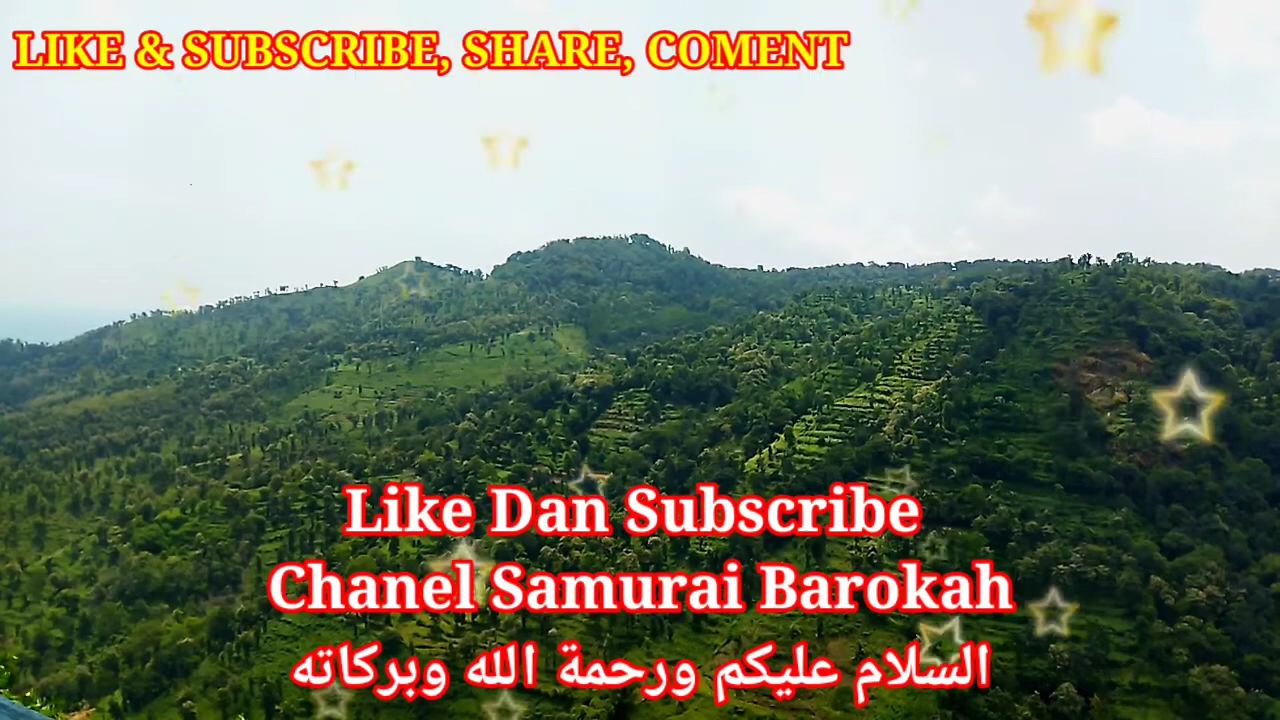 LIKE & SUBSCRIBE, SHARE, COMENT
Like Dan Subscribe
Chanel Samurai Barokah
السلام عليكم ورحمة الله وبركاته